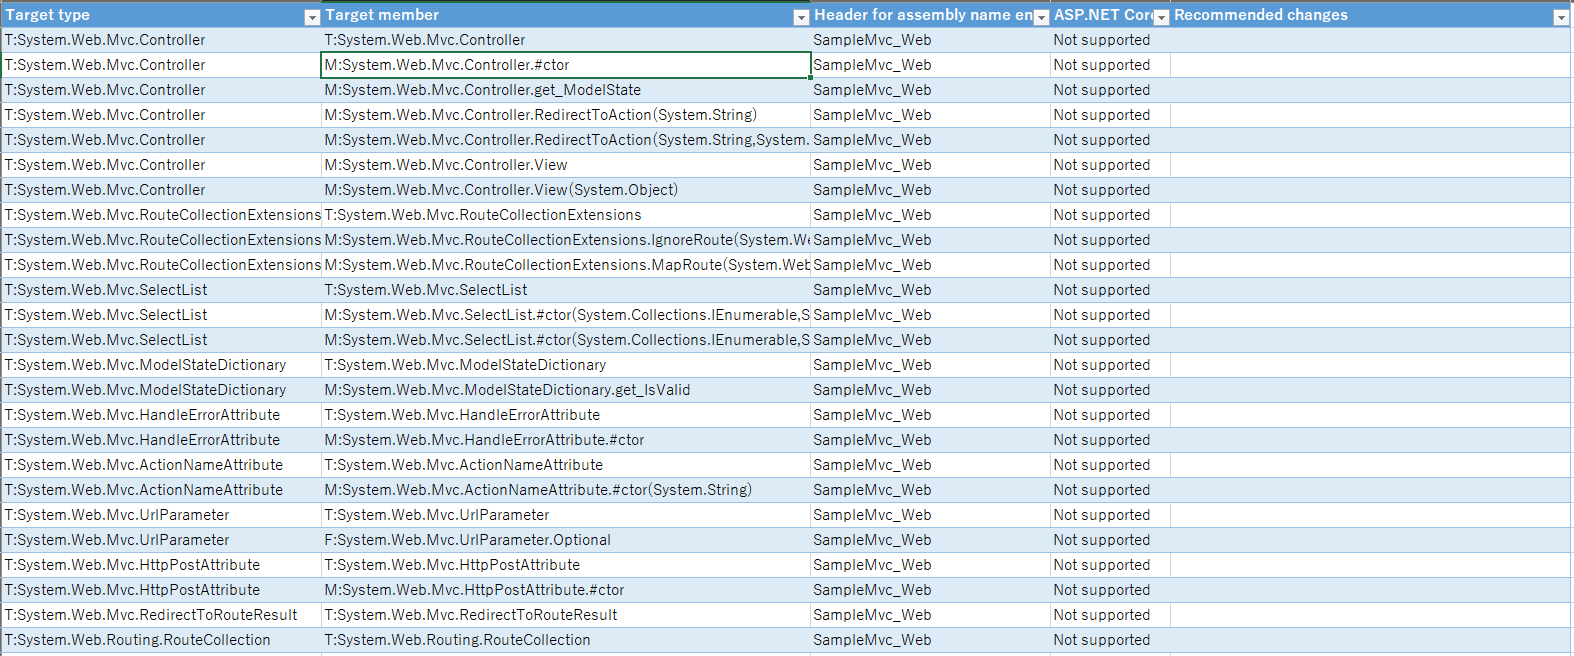 Target type Target member Header for assembly name en ASP.NET Cor Recommended changes
T:System.Web.Mvc.Controller T:System.Web.Mvc.Controller SampleMvc_Web Not supported
T:System.Web.Mvc.Controller M:System.Web.Mvc.Controller.#ctor SampleMvc_Web Not supported
T:System.Web.Mvc.Controller M:System.Web.Mvc.Controller.get_ModelState SampleMvc_Web Not supported
T:System.Web.Mvc.Controller M:System.Web.Mvc.Controller.RedirectToAction(System.String) SampleMvc_Web Not supported
T:System.Web.Mvc.Controller M:System.Web.Mvc.Controller.RedirectToAction(System.String,System. SampleMvc_Web Not supported
T:System.Web.Mvc.Controller M:System.Web.Mvc.Controller.View SampleMvc_Web Not supported
T:System.Web.Mvc.Controller M:System.Web.Mvc.Controller.View(System.Object) SampleMvc_Web Not supported
T:System.Web.Mvc.RouteCollectionExtensions T:System.Web.Mvc.RouteCollectionExtensions SampleMvc_Web Not supported
T:System.Web.Mvc.RouteCollectionExtensions M:System.Web.Mvc.RouteCollectionExtensions.IgnoreRoute(System.We SampleMvc_Web Not supported
T:System.Web.Mvc.RouteCollectionExtensions M:System.Web.Mvc.RouteCollectionExtensions.MapRoute(System.Web SampleMvc_Web Not supported
T:System.Web.Mvc.SelectList T:System.Web.Mvc.SelectList SampleMvc_Web Not supported
T:System.Web.Mvc.SelectList M:System.Web.Mvc.SelectList.#ctor(System.Collections.IEnumerable,S SampleMvc_Web Not supported
T:System.Web.Mvc.SelectList M:System.Web.Mvc.SelectList.#ctor(System.Collections.IEnumerable,S SampleMvc_Web Not supported
T:System.Web.Mvc.ModelStateDictionary T:System.Web.Mvc.ModelStateDictionary SampleMvc_Web Not supported
T:System.Web.Mvc.ModelStateDictionary M:System.Web.Mvc.ModelStateDictionary.get_IsValid SampleMvc_Web Not supported
T:System.Web.Mvc.HandleErrorAttribute T:System.Web.Mvc.HandleErrorAttribute SampleMvc_Web Not supported
T:System.Web.Mvc.HandleErrorAttribute M:System.Web.Mvc.HandleErrorAttribute.#ctor SampleMvc_Web Not supported
T:System.Web.Mvc.ActionNameAttribute T:System.Web.Mvc.ActionNameAttribute SampleMvc_Web Not supported
T:System.Web.Mvc.ActionNameAttribute M:System.Web.Mvc.ActionNameAttribute.#ctor(System.String) SampleMvc_Web Not supported
T:System.Web.Mvc.UrlParameter T:System.Web.Mvc.UrlParameter SampleMvc_Web Not supported
T:System.Web.Mvc.UrlParameter F:System.Web.Mvc.UrlParameter.Optional SampleMvc_Web Not supported
T:System.Web.Mvc.HttpPostAttribute T:System.Web.Mvc.HttpPostAttribute SampleMvc_Web Not supported
T:System.Web.Mvc.HttpPostAttribute M:System.Web.Mvc.HttpPostAttribute.#ctor SampleMvc_Web Not supported
T:System.Web.Mvc.RedirectToRouteResult T:System.Web.Mvc.RedirectToRouteResult SampleMvc_Web Not supported
T:System.Web.Routing.RouteCollection T:System.Web.Routing.RouteCollection SampleMvc_Web Not supported